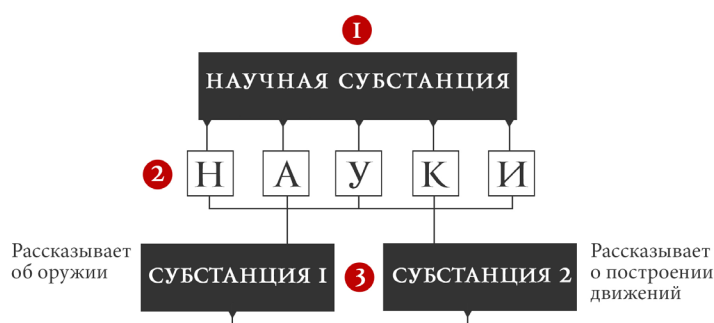 1
НАУЧНАЯ СУБСТАНЦИЯ
2
Н А У К И
Рассказывает
об оружии
СУБСТАНЦИЯ 1
3
СУБСТАНЦИЯ 2
Рассказывает
о построении
движений